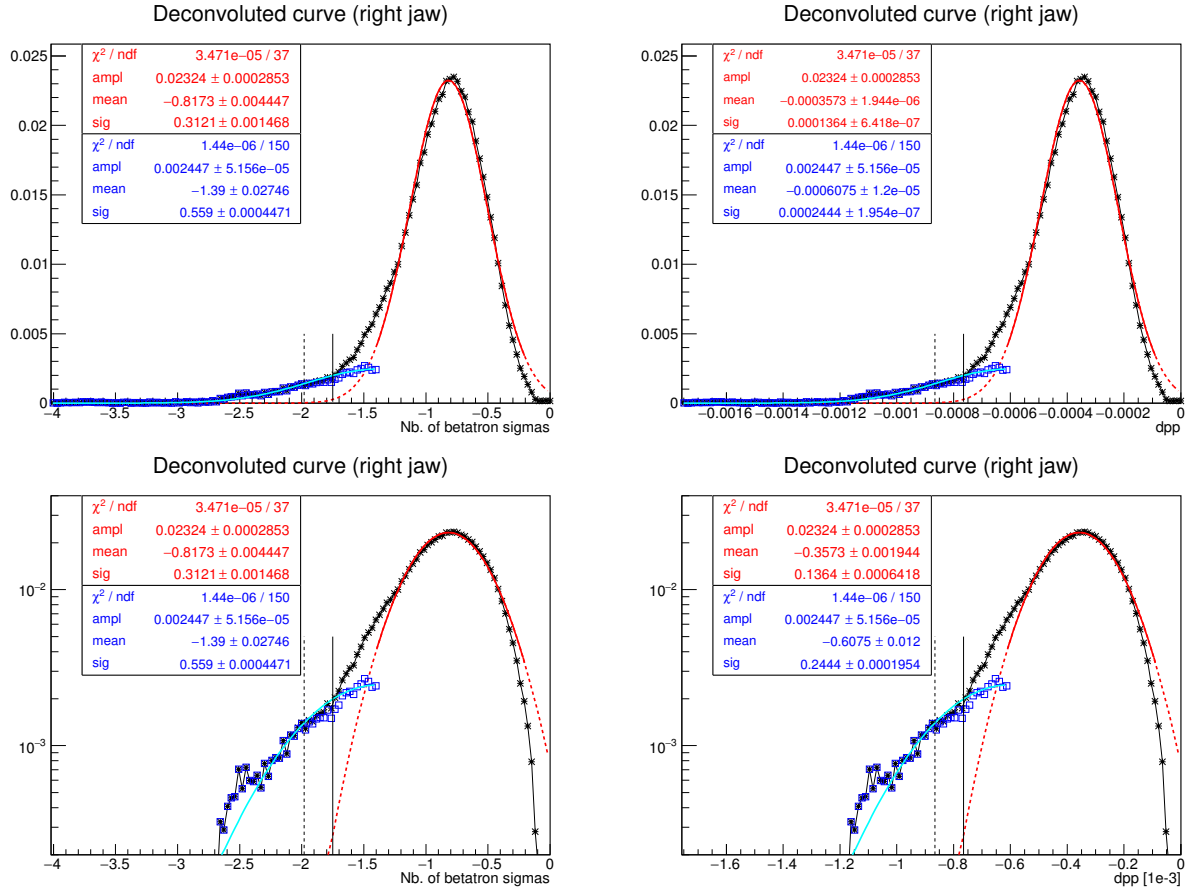 Deconvoluted curve (right jaw)
χ² / ndf 3.471e−05 / 37
ampl 0.02324 ± 0.0002853
mean −0.8173 ± 0.004447
sig 0.3121 ± 0.001468
χ² / ndf 1.44e−06 / 150
ampl 0.002447 ± 5.156e−05
mean −1.39 ± 0.02746
sig 0.559 ± 0.0004471
0.025
0.02
0.015
0.01
0.005
0
−4 −3.5 −3 −2.5 −2 −1.5 −1 −0.5 0
Nb. of betatron sigmas
Deconvoluted curve (right jaw)
χ² / ndf 3.471e−05 / 37
ampl 0.02324 ± 0.0002853
mean −0.0003573 ± 1.944e−06
sig 0.0001364 ± 6.418e−07
χ² / ndf 1.44e−06 / 150
ampl 0.002447 ± 5.156e−05
mean −0.0006075 ± 1.2e−05
sig 0.0002444 ± 1.954e−07
0.025
0.02
0.015
0.01
0.005
0
−0.0016 −0.0014 −0.0012 −0.001 −0.0008 −0.0006 −0.0004 −0.0002 0
dpp
Deconvoluted curve (right jaw)
χ² / ndf 3.471e−05 / 37
ampl 0.02324 ± 0.0002853
mean −0.8173 ± 0.004447
sig 0.3121 ± 0.001468
χ² / ndf 1.44e−06 / 150
ampl 0.002447 ± 5.156e−05
mean −1.39 ± 0.02746
sig 0.559 ± 0.0004471
10⁻²
10⁻³
−4 −3.5 −3 −2.5 −2 −1.5 −1 −0.5 0
Nb. of betatron sigmas
Deconvoluted curve (right jaw)
χ² / ndf 3.471e−05 / 37
ampl 0.02324 ± 0.0002853
mean −0.3573 ± 0.001944
sig 0.1364 ± 0.0006418
χ² / ndf 1.44e−06 / 150
ampl 0.002447 ± 5.156e−05
mean −0.6075 ± 0.012
sig 0.2444 ± 0.0001954
10⁻²
10⁻³
−1.6 −1.4 −1.2 −1 −0.8 −0.6 −0.4 −0.2 0
dpp [1e-3]